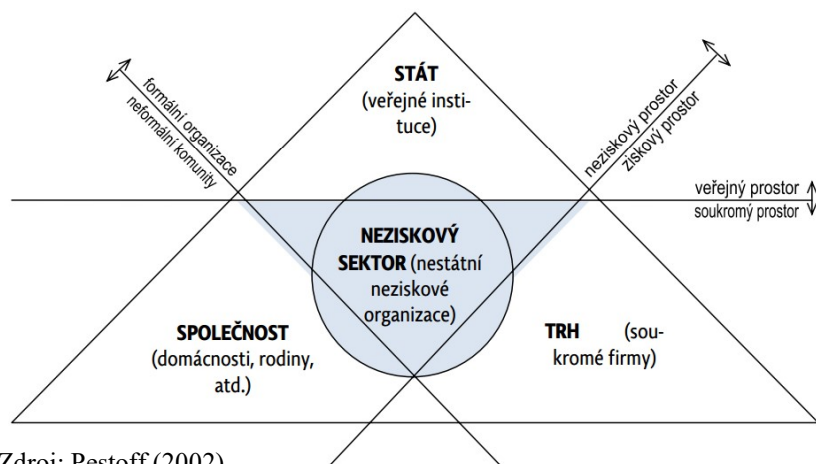 STÁT
(veřejné insti-
tuce)
formální organizace
neformální komunity
neziskový prostor
ziskový prostor
veřejný prostor
soukromý prostor
NEZISKOVÝ
SEKTOR (nestátní
neziskové
organizace)
SPOLEČNOST
(domácnosti, rodiny,
atd.)
TRH (sou-
kromé firmy)
Zdroj: Pestoff (2002)